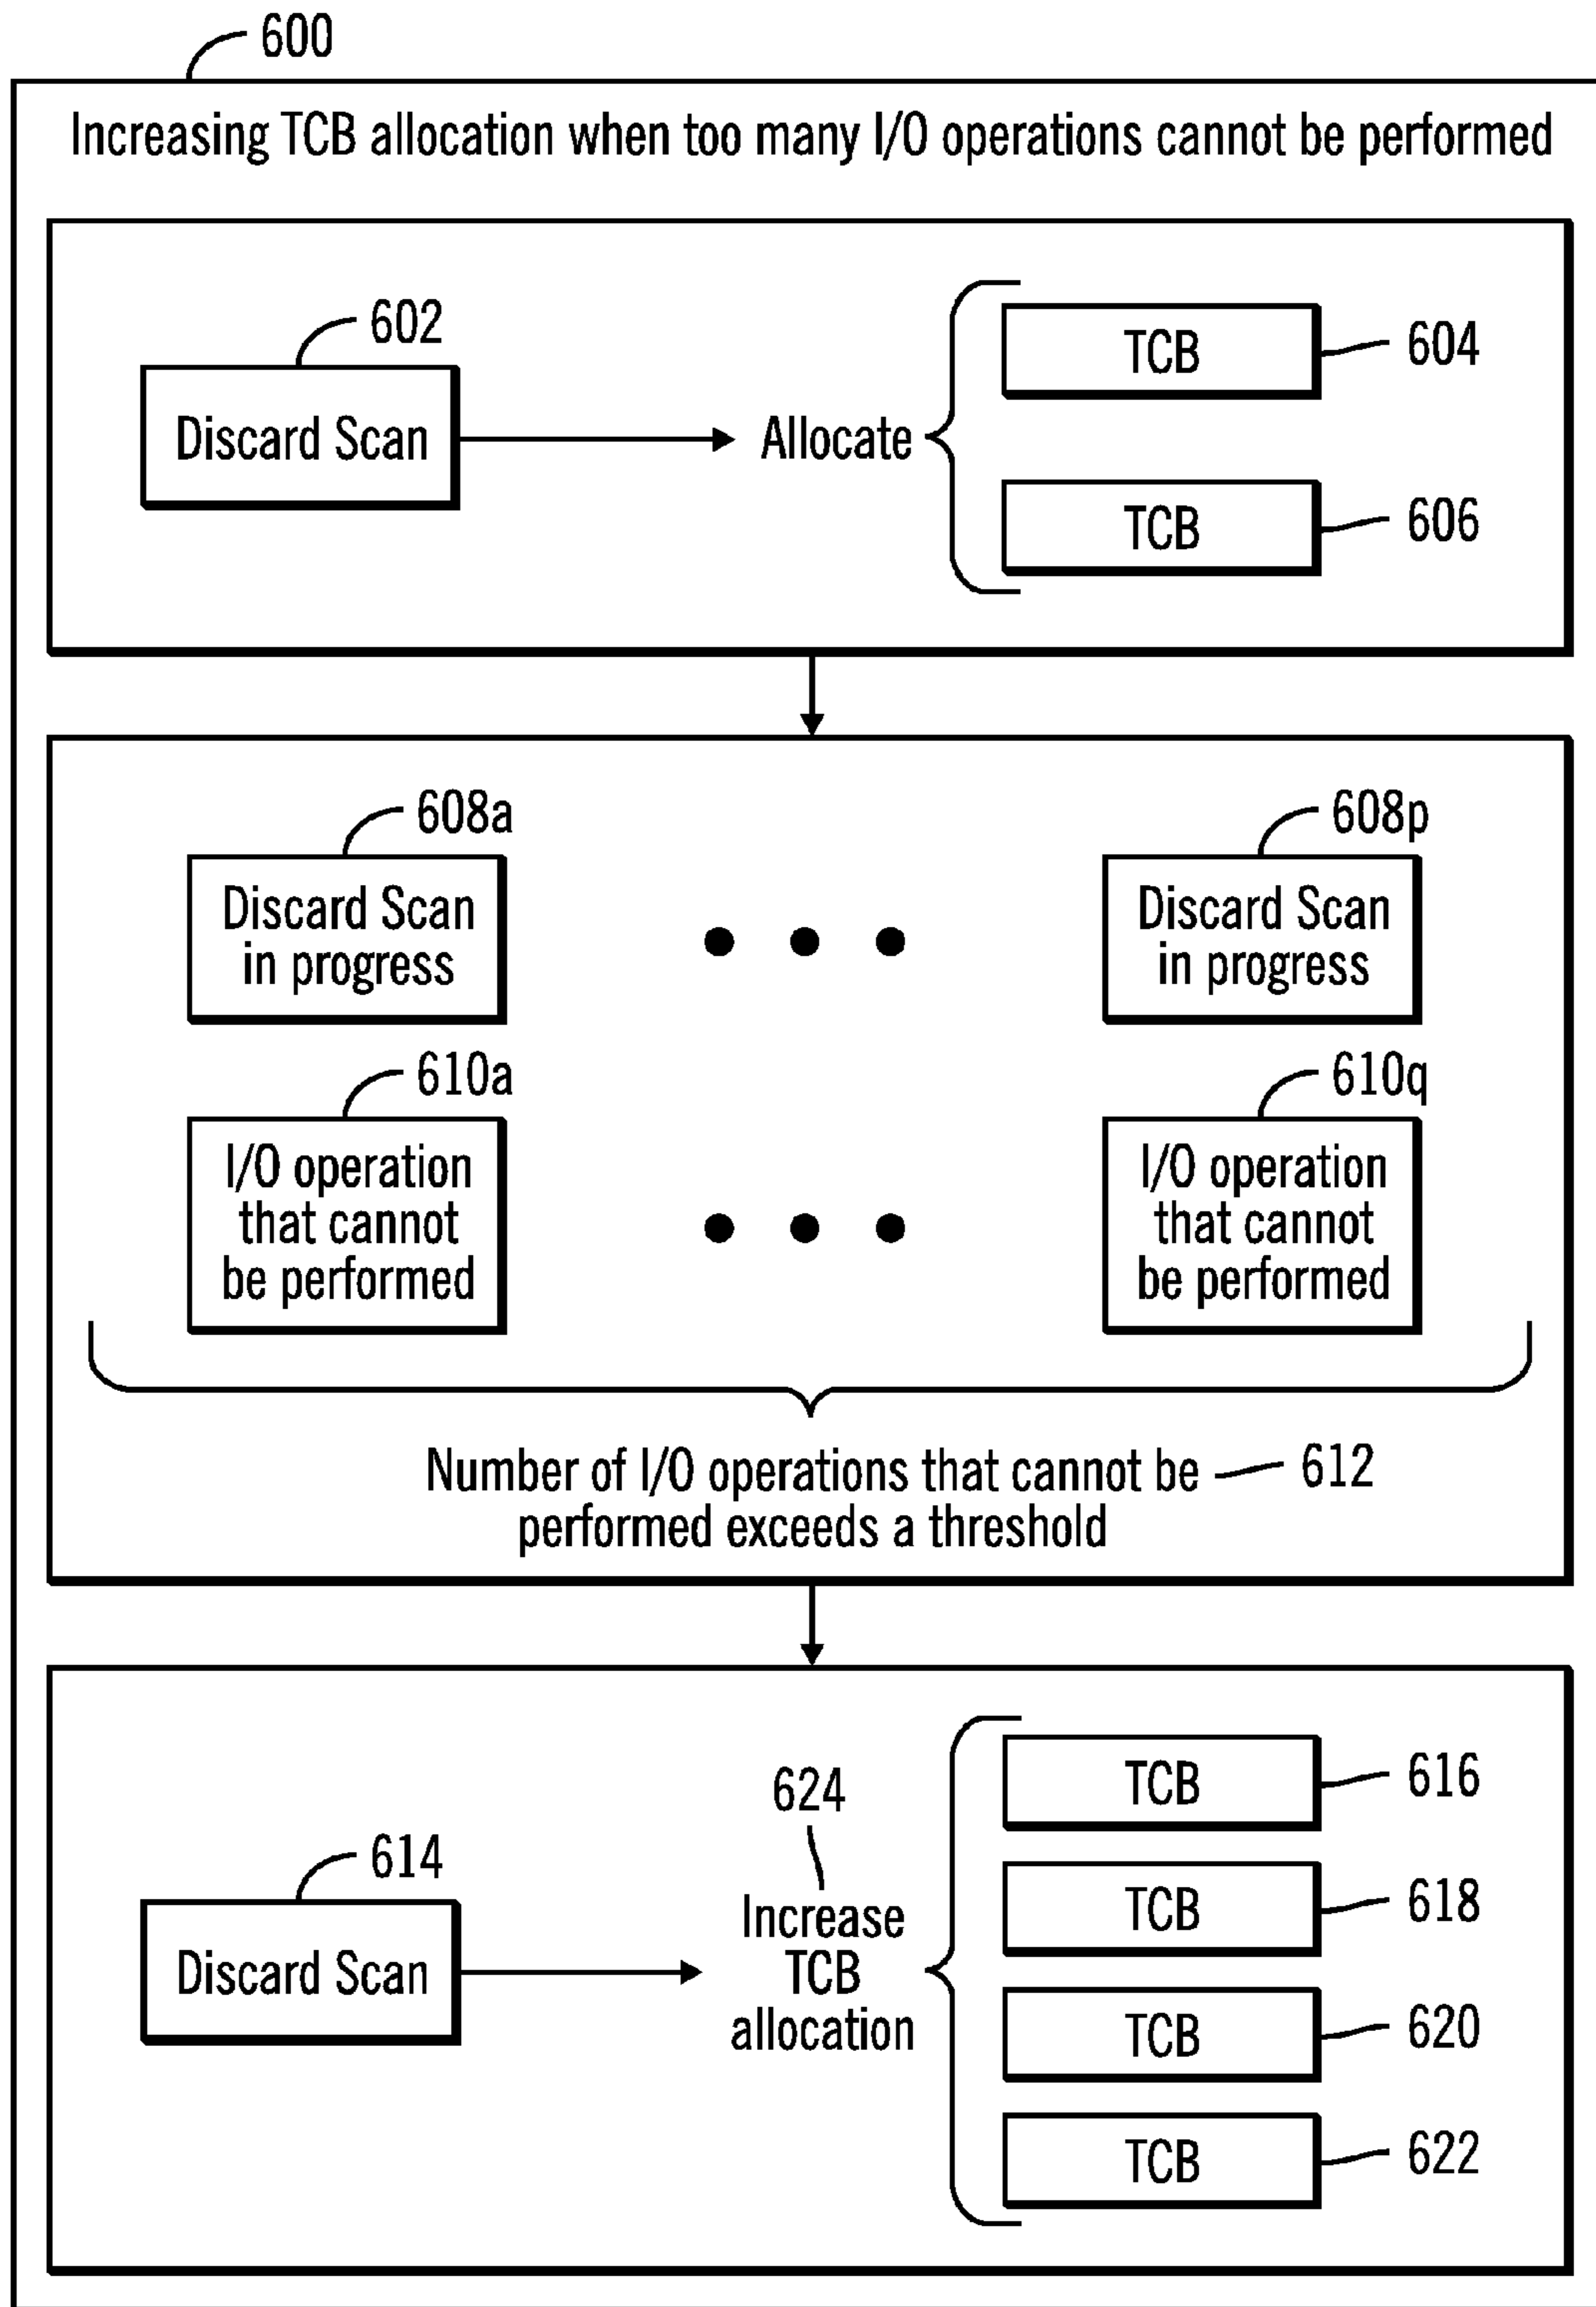 600
Increasing TCB allocation when too many I/O operations cannot be performed
602
Discard Scan
Allocate
TCB
604
TCB
606
608a
Discard Scan
in progress
608p
Discard Scan
in progress
610a
I/O operation
that cannot
be performed
610q
I/O operation
that cannot
be performed
Number of I/O operations that cannot be
performed exceeds a threshold
612
614
Discard Scan
624
Increase
TCB
allocation
TCB
616
TCB
618
TCB
620
TCB
622